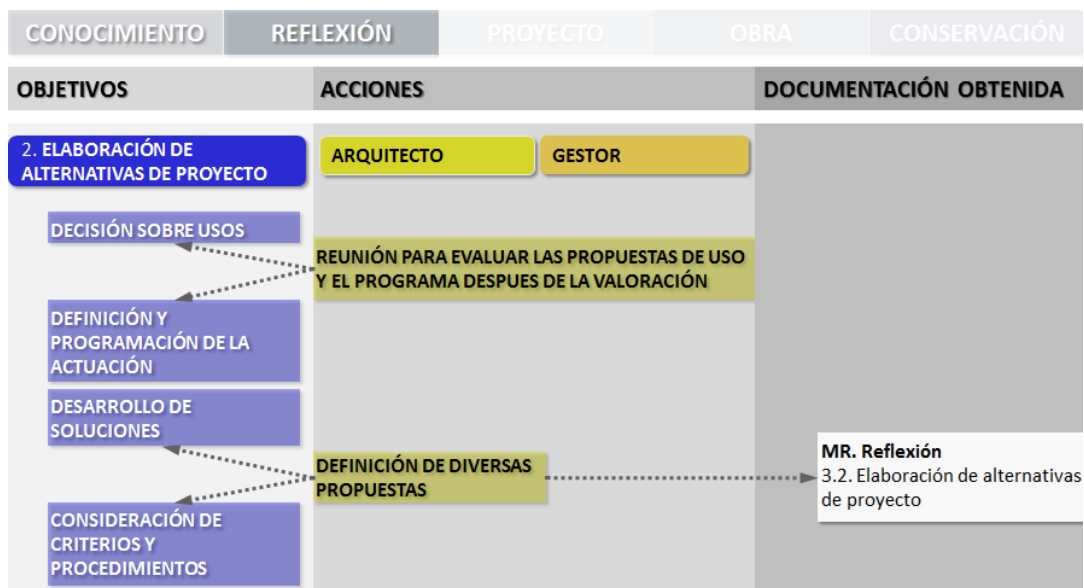 CONOCIMIENTO
REFLEXIÓN
PROYECTO
OBRA
CONSERVACIÓN
OBJETIVOS
ACCIONES
DOCUMENTACIÓN OBTENIDA
2. ELABORACIÓN DE
ALTERNATIVAS DE PROYECTO
ARQUITECTO
GESTOR
DECISIÓN SOBRE USOS
REUNIÓN PARA EVALUAR LAS PROPUESTAS DE USO
Y EL PROGRAMA DESPUES DE LA VALORACIÓN
DEFINICIÓN Y
PROGRAMACIÓN DE LA
ACTUACIÓN
DESARROLLO DE
SOLUCIONES
DEFINICIÓN DE DIVERSAS
PROPUESTAS
MR. Reflexión
3.2. Elaboración de alternativas
de proyecto
CONSIDERACIÓN DE
CRITERIOS Y
PROCEDIMIENTOS